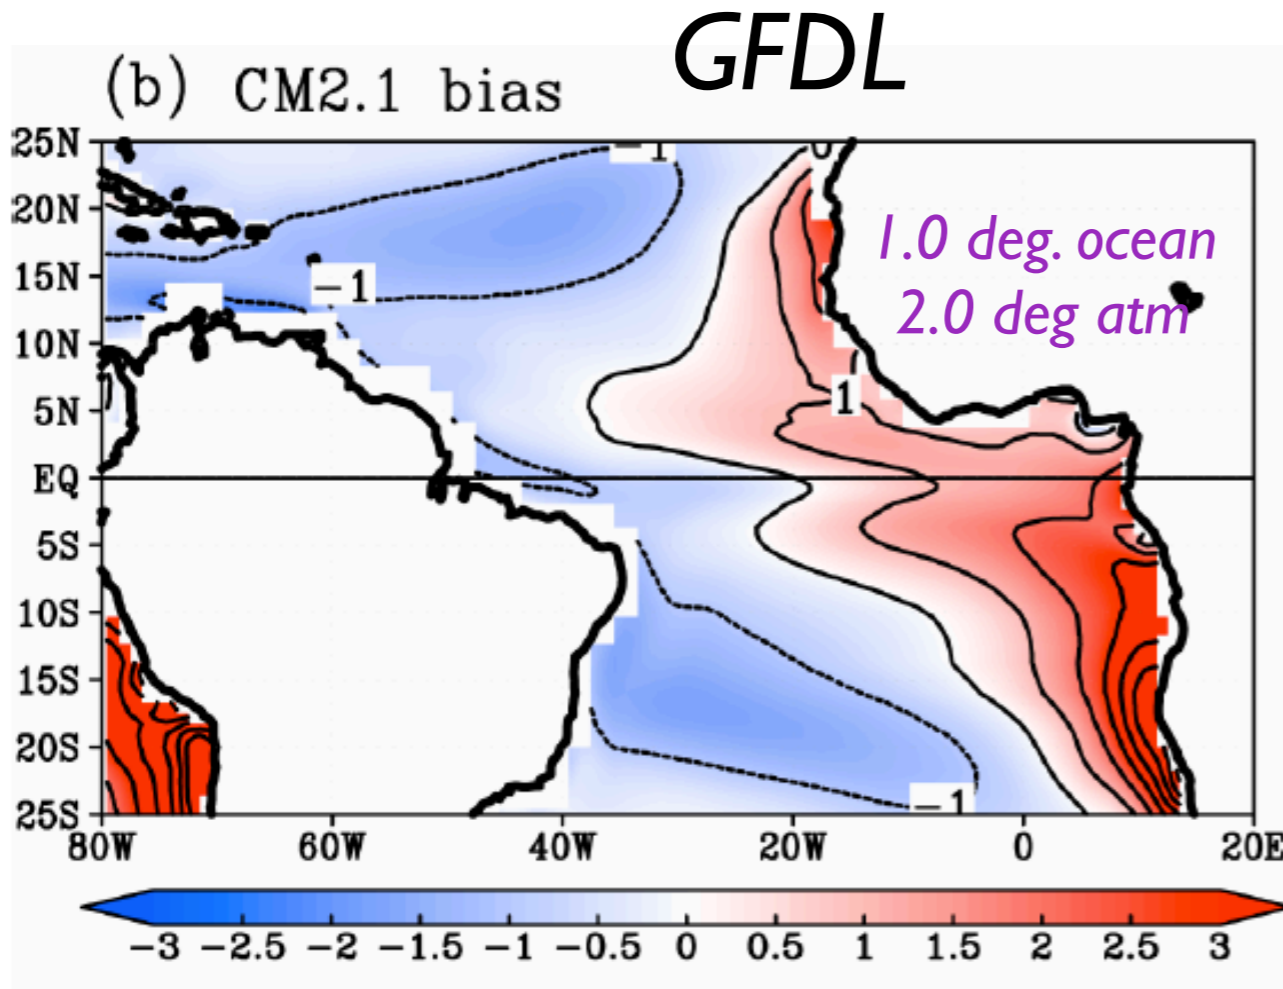 GFDL
(b) CM2.1 bias
25N
20N
15N
10N
5N
EQ
5S
10S
15S
20S
25S
−1
0
−1
1
−1
1.0 deg. ocean
2.0 deg atm
80W 60W 40W 20W 0 20E
−3 −2.5 −2 −1.5 −1 −0.5 0 0.5 1 1.5 2 2.5 3